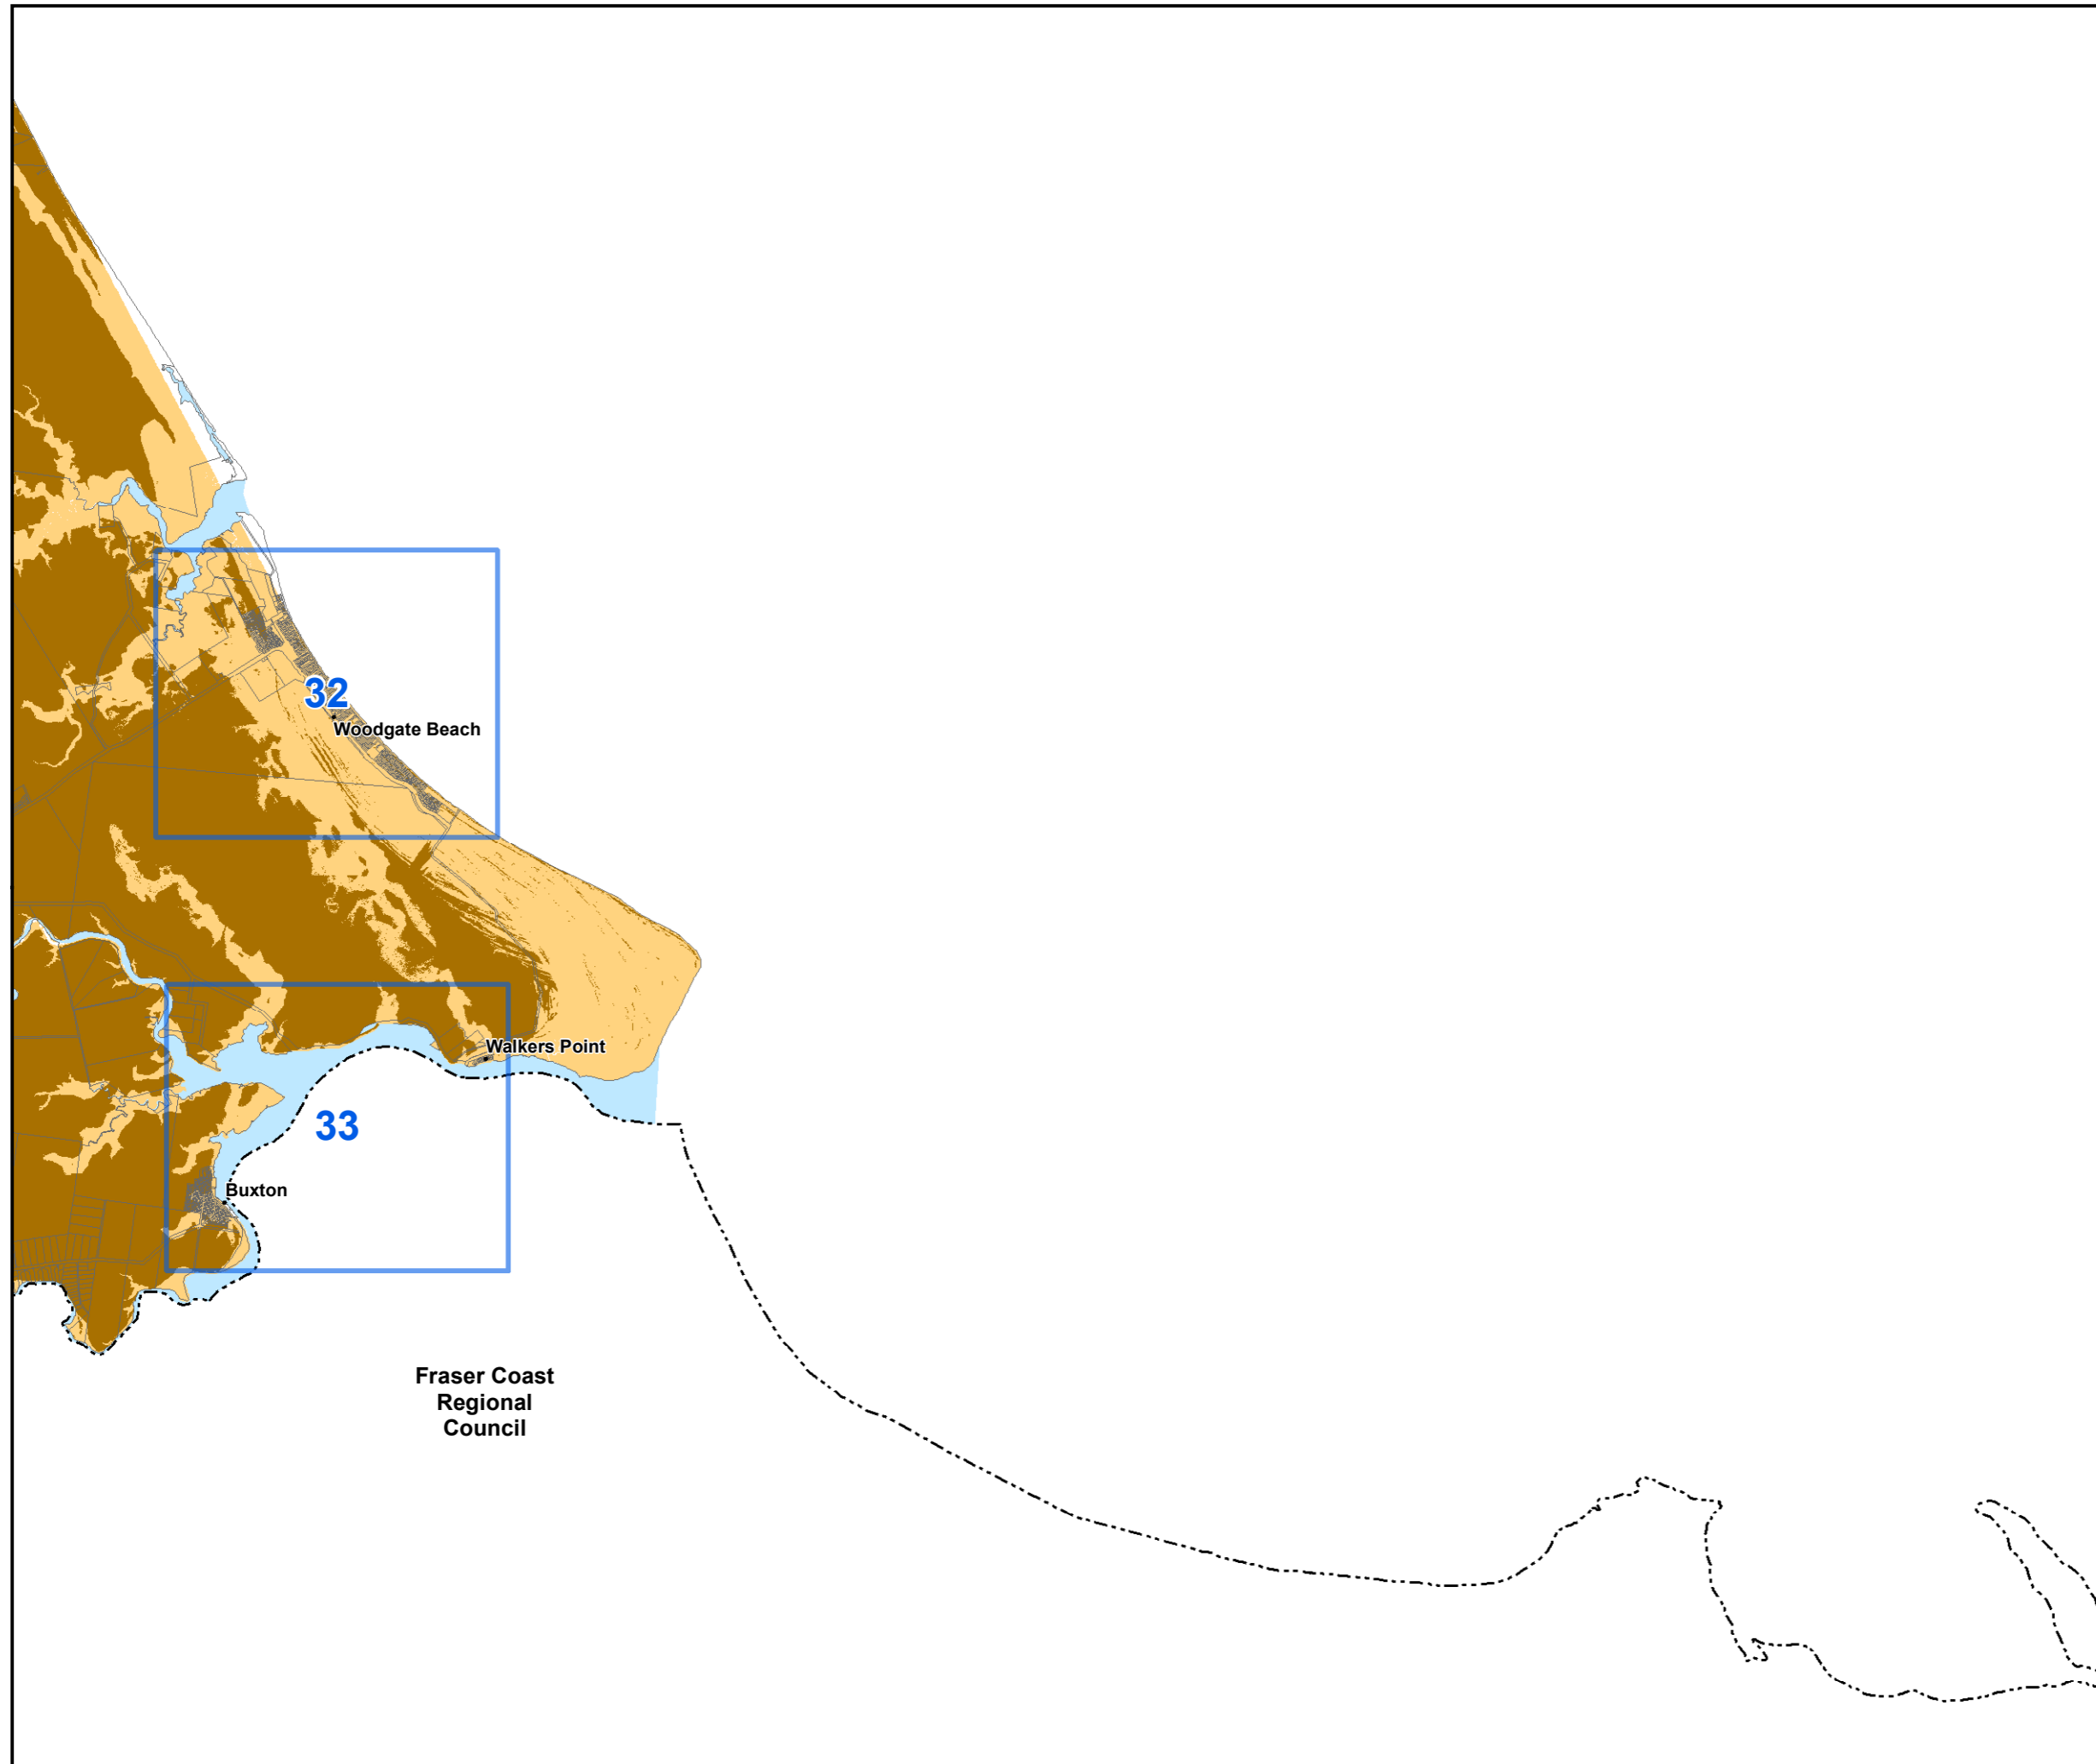 32
Woodgate Beach
Walkers Point
33
Buxton
Fraser Coast
Regional
Council